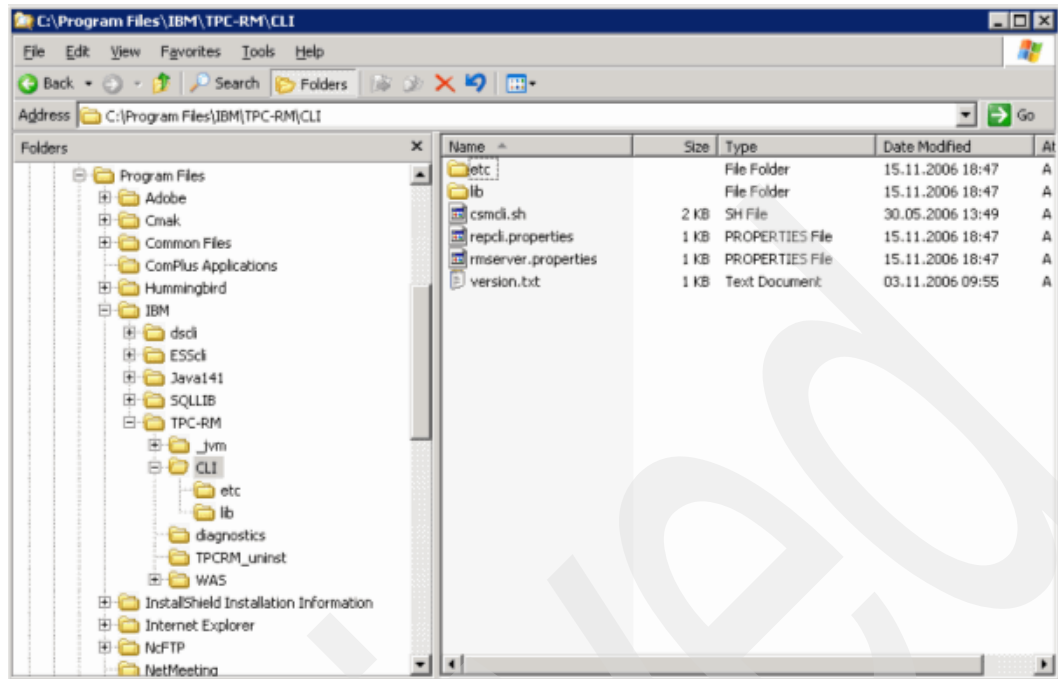 C:\Program Files\IBM\TPC-RM\CLI
File Edit View Favorites Tools Help
Back Search Folders
Address C:\Program Files\IBM\TPC-RM\CLI Go
Folders
Program Files
Adobe
Cmak
Common Files
ComPlus Applications
Hummingbird
IBM
dscli
ESScli
Java141
SQLLIB
TPC-RM
_jvm
CLI
etc
lib
diagnostics
TPCRM_uninst
WAS
InstallShield Installation Information
Internet Explorer
NcFTP
NetMeeting
Name Size Type Date Modified At
etc File Folder 15.11.2006 18:47 A
lib File Folder 15.11.2006 18:47 A
csmcli.sh 2 KB SH File 30.05.2006 13:49 A
repcli.properties 1 KB PROPERTIES File 15.11.2006 18:47 A
rmserver.properties 1 KB PROPERTIES File 15.11.2006 18:47 A
version.txt 1 KB Text Document 03.11.2006 09:55 A